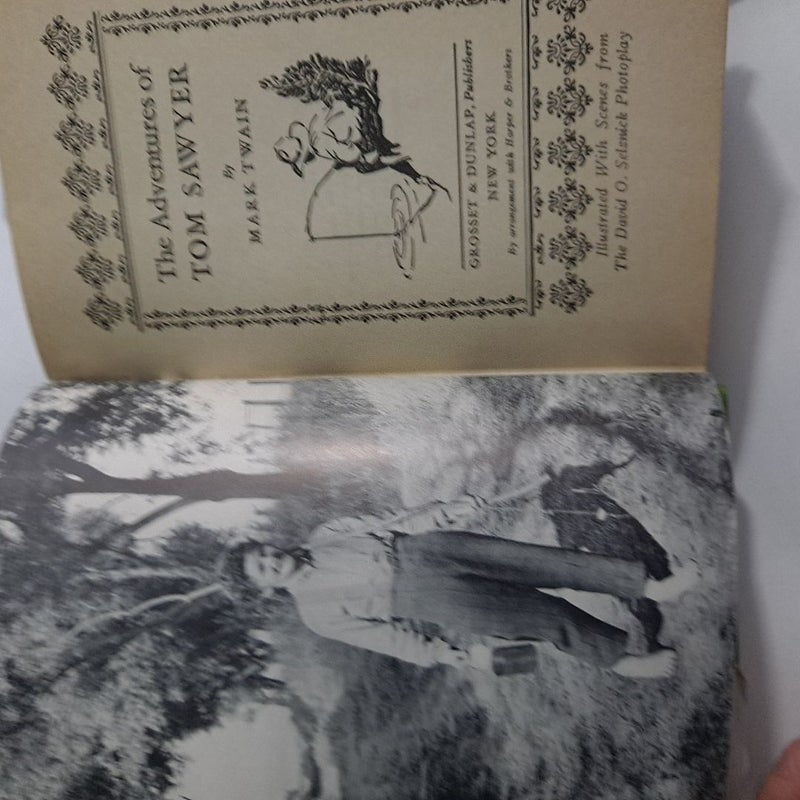 The Adventures of
TOM SAWYER
By
MARK TWAIN
GROSSET & DUNLAP, Publishers
NEW YORK
By arrangement with Harper & Brothers
Illustrated With Scenes from
The David O. Selznick Photoplay